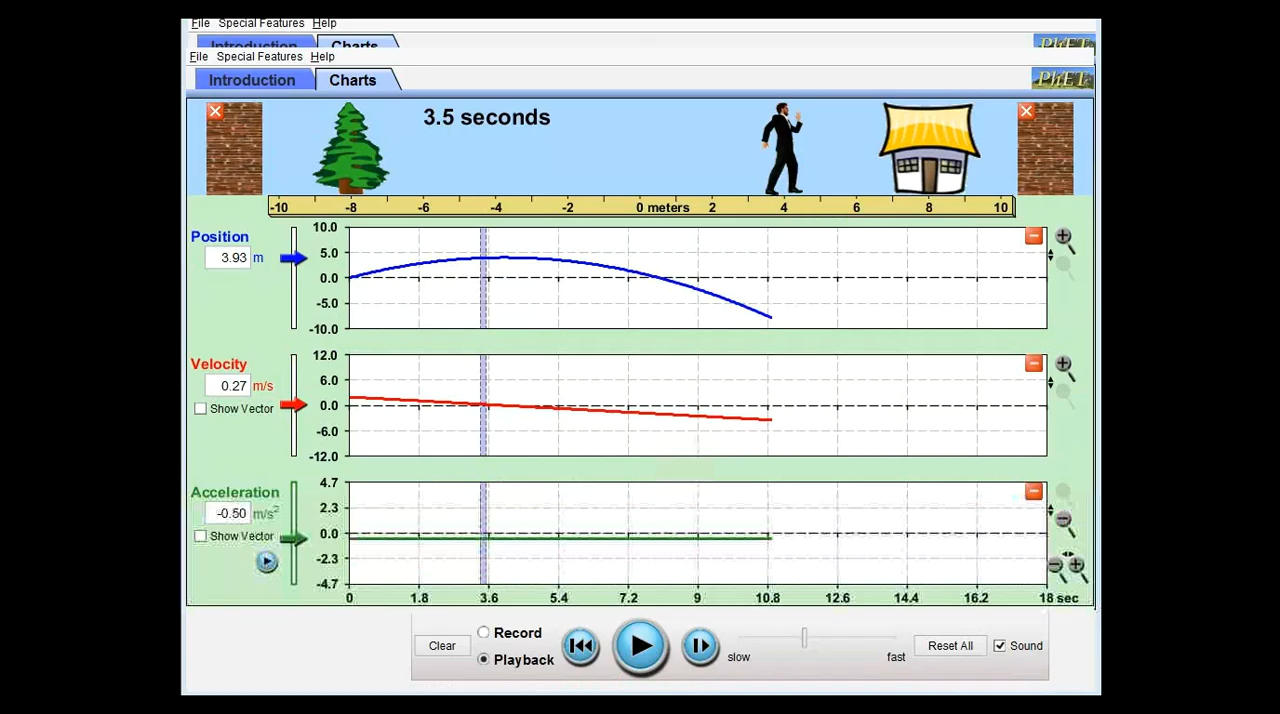 File Special Features Help
Introduction Charts PhET
File Special Features Help
Introduction Charts PhET
3.5 seconds
-10 -8 -6 -4 -2 0 meters 2 4 6 8 10
Position
3.93 m
10.0
5.0
0.0
-5.0
-10.0
Velocity
0.27 m/s
Show Vector
12.0
6.0
0.0
-6.0
-12.0
Acceleration
-0.50 m/s²
Show Vector
4.7
2.3
0.0
-2.3
-4.7
0 1.8 3.6 5.4 7.2 9 10.8 12.6 14.4 16.2 18 sec
Clear
Record
Playback
slow
fast
Reset All
Sound